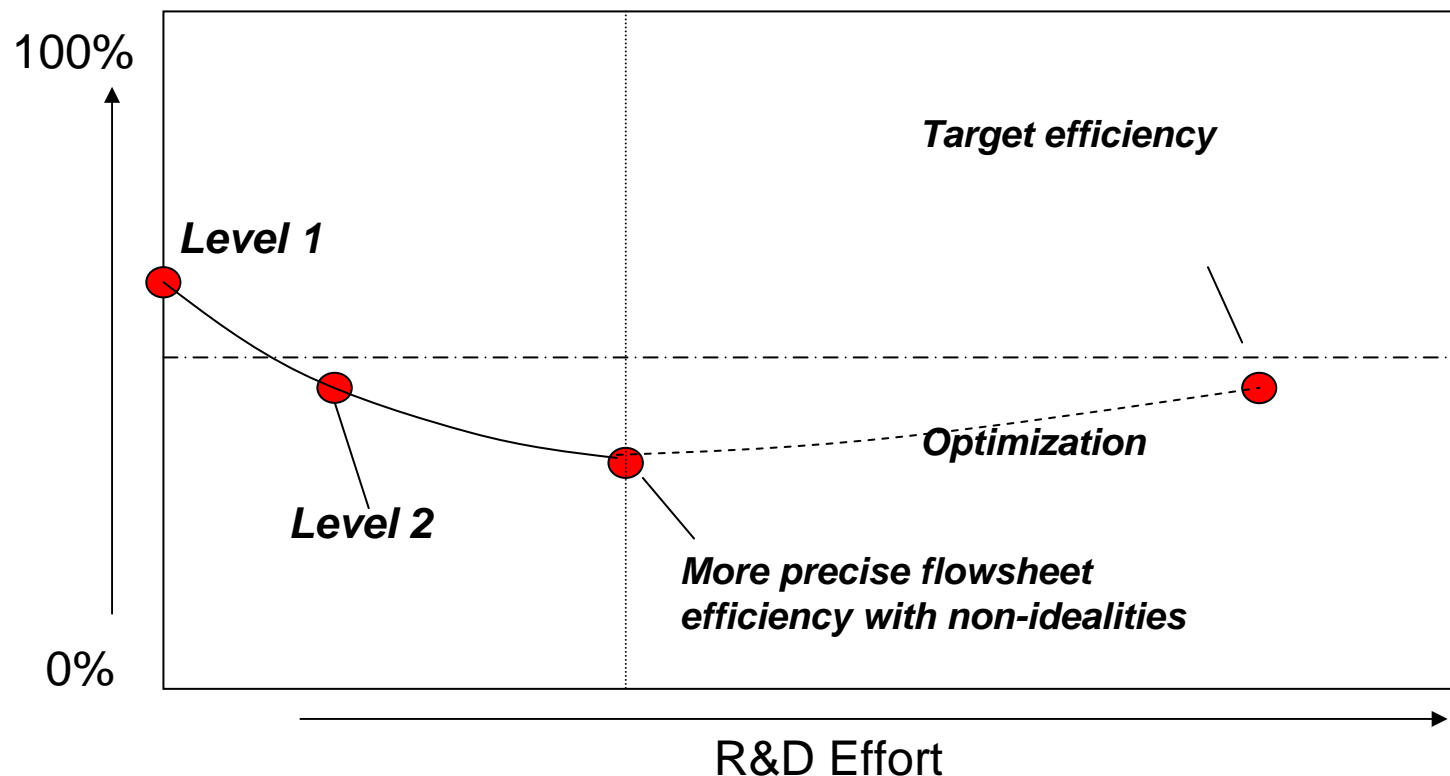 100%
Target efficiency
Level 1
Optimization
Level 2
More precise flowsheet
efficiency with non-idealities
0%
R&D Effort